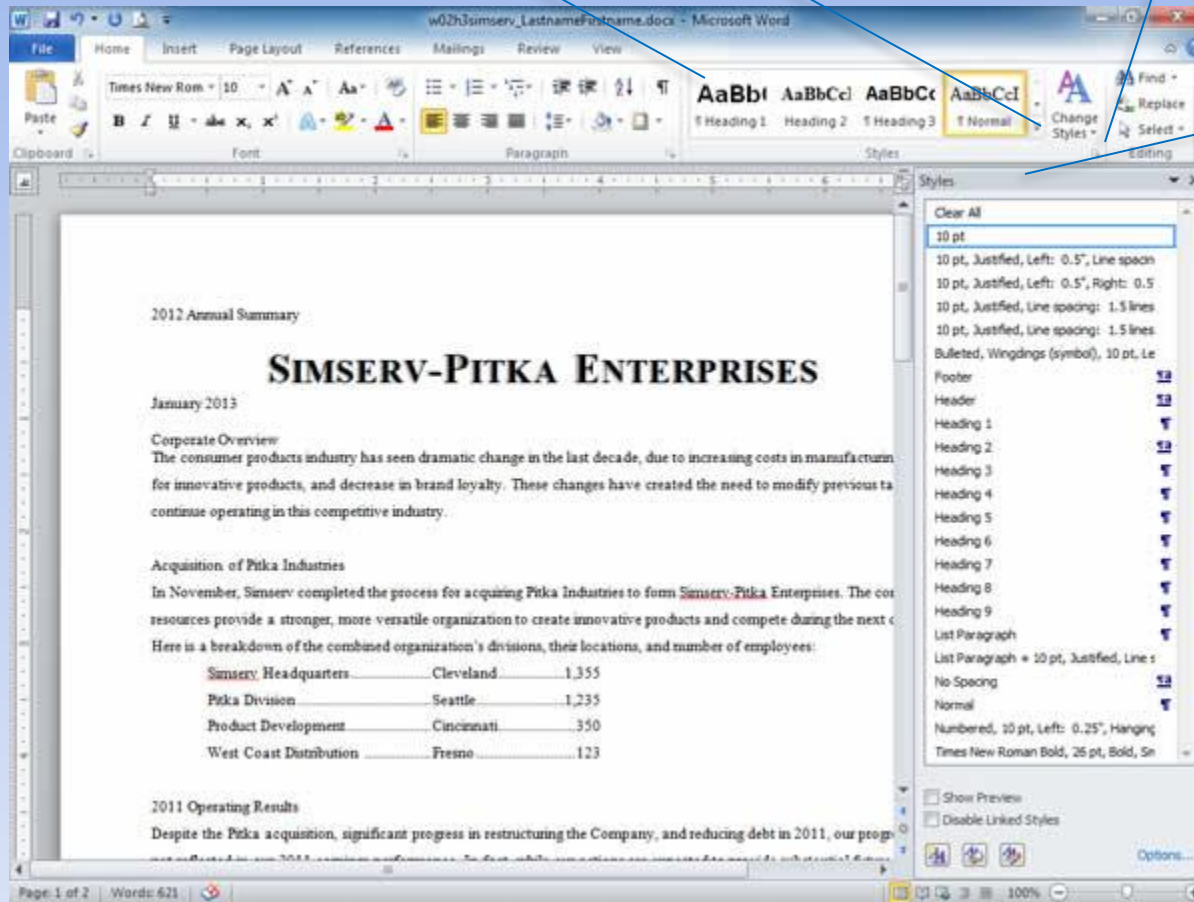 w02h3simserv_LastnameFirstname.docx - Microsoft Word
File Home Insert Page Layout References Mailings Review View
Times New Rom 10 Aa
Paste B I U abc x, x² A
AaBb( AaBbCcl AaBbCc AaBbCcI
¶ Heading 1 Heading 2 ¶ Heading 3 ¶ Normal
Change Styles
Find
Replace
Select
Clipboard Font Paragraph Styles Editing
1 2 3 4 5 6
Styles
Clear All
10 pt
10 pt, Justified, Left: 0.5", Line spacin
10 pt, Justified, Left: 0.5", Right: 0.5
10 pt, Justified, Line spacing: 1.5 lines
10 pt, Justified, Line spacing: 1.5 lines
Bulleted, Wingdings (symbol), 10 pt, Le
Footer ¶a
Header ¶a
Heading 1 ¶
Heading 2 ¶a
Heading 3 ¶
Heading 4 ¶
Heading 5 ¶
Heading 6 ¶
Heading 7 ¶
Heading 8 ¶
Heading 9 ¶
List Paragraph ¶
List Paragraph + 10 pt, Justified, Line s
No Spacing ¶a
Normal ¶
Numbered, 10 pt, Left: 0.25", Hanging
Times New Roman Bold, 26 pt, Bold, Sm
Show Preview
Disable Linked Styles
Options...
2012 Annual Summary
SIMSERV-PITKA ENTERPRISES
January 2013
Corporate Overview
The consumer products industry has seen dramatic change in the last decade, due to increasing costs in manufacturin
for innovative products, and decrease in brand loyalty. These changes have created the need to modify previous ta
continue operating in this competitive industry.
Acquisition of Pitka Industries
In November, Simserv completed the process for acquiring Pitka Industries to form Simserv-Pitka Enterprises. The co
resources provide a stronger, more versatile organization to create innovative products and compete during the next
Here is a breakdown of the combined organization's divisions, their locations, and number of employees:
Simserv Headquarters Cleveland 1,355
Pitka Division Seattle 1,235
Product Development Cincinnati 350
West Coast Distribution Fresno 123
2011 Operating Results
Despite the Pitka acquisition, significant progress in restructuring the Company, and reducing debt in 2011, our progr
Page: 1 of 2 Words: 621 100%